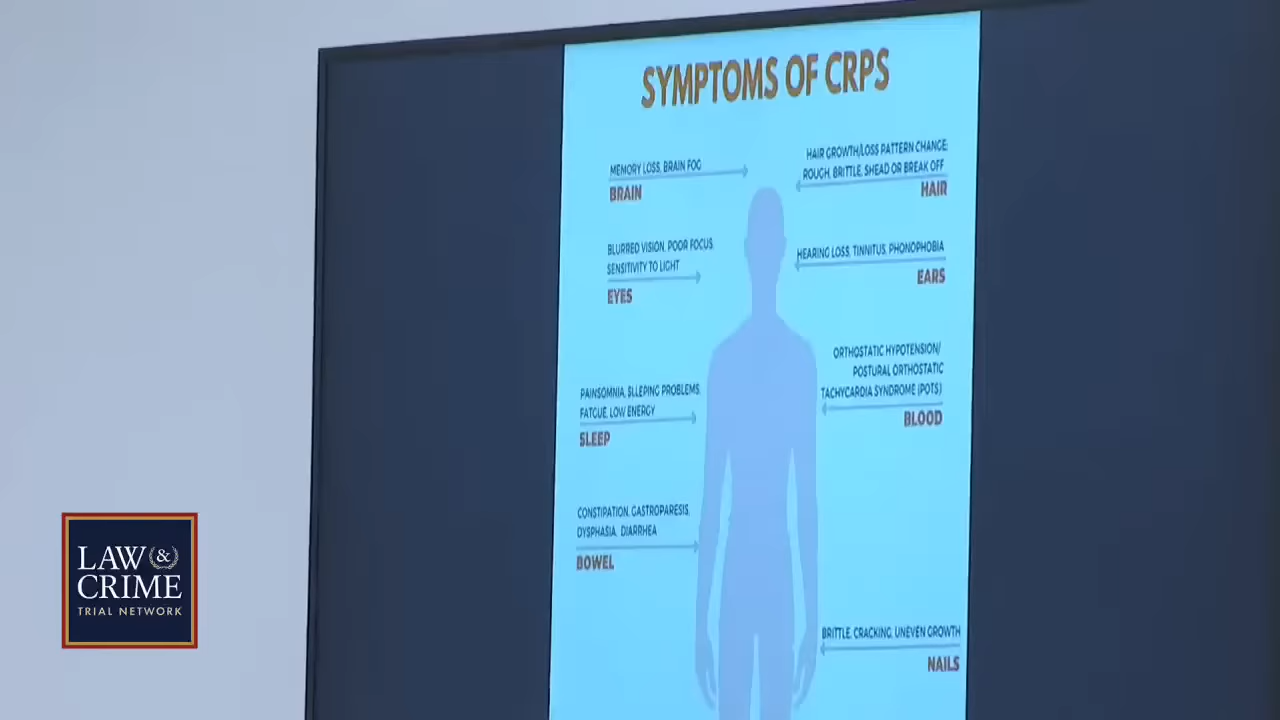 SYMPTOMS OF CRPS
MEMORY LOSS, BRAIN FOG
BRAIN
HAIR GROWTH/LOSS PATTERN CHANGE;
ROUGH, BRITTLE, SHEAD OR BREAK OFF
HAIR
BLURRED VISION, POOR FOCUS
SENSITIVITY TO LIGHT
EYES
HEARING LOSS, TINNITUS, PHONOPHOBIA
EARS
ORTHOSTATIC HYPOTENSION/
POSTURAL ORTHOSTATIC
TACHYCARDIA SYNDROME (POTS)
BLOOD
PAINSOMNIA, SLLEPING PROBLEMS,
FATGUE, LOW ENERGY
SLEEP
CONSTIPATION, GASTROPARESIS,
DYSPHASIA, DIARRHEA
BOWEL
BRITTLE, CRACKING, UNEVEN GROWTH
NAILS
LAW &
CRIME
TRIAL NETWORK